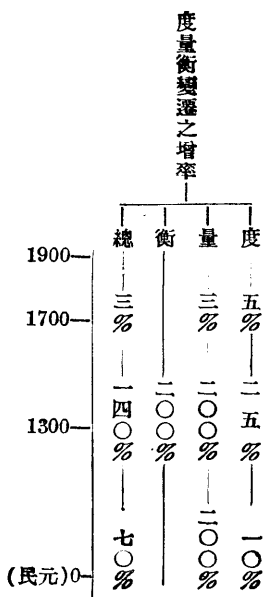 度量衡變遷之增率
度 五% 二五% 一〇%
量 三% 二〇〇% 二〇〇%
衡 二〇〇%
總 三% 一四〇% 七〇%
1900
1700
1300
(民元)0